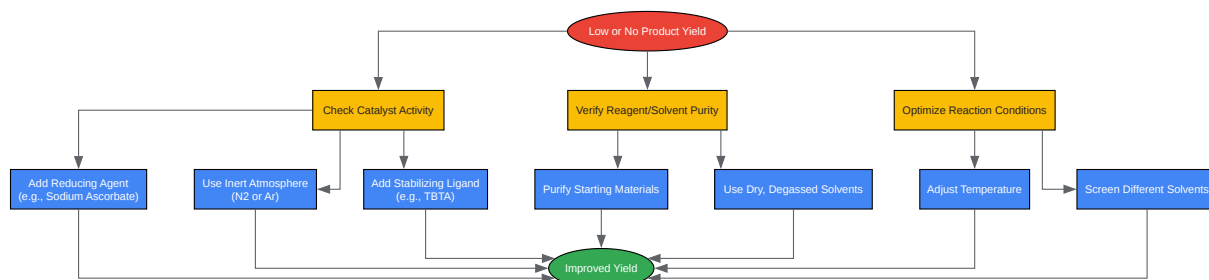 Low or No Product Yield
Check Catalyst Activity
Verify Reagent/Solvent Purity
Optimize Reaction Conditions
Add Reducing Agent
(e.g., Sodium Ascorbate)
Use Inert Atmosphere
(N2 or Ar)
Add Stabilizing Ligand
(e.g., TBTA)
Purify Starting Materials
Use Dry, Degassed Solvents
Adjust Temperature
Screen Different Solvents
Improved Yield